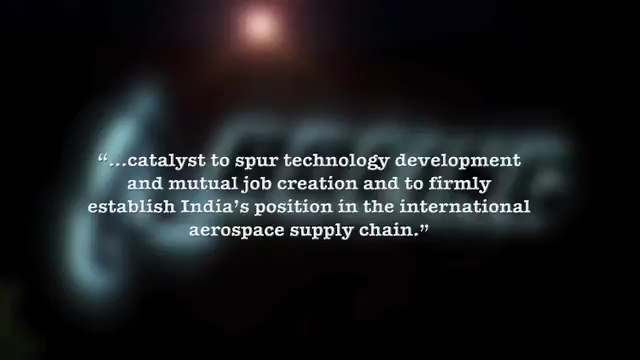 “...catalyst to spur technology development
and mutual job creation and to firmly
establish India’s position in the international
aerospace supply chain.”